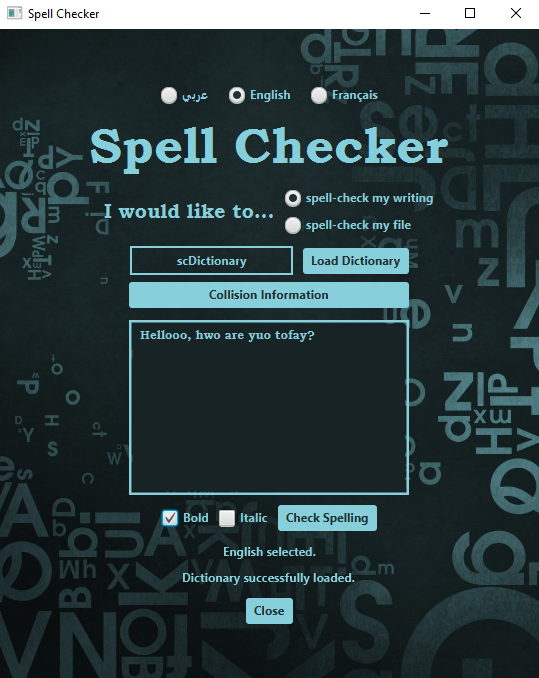 Spell Checker
عربي English Français
Spell Checker
I would like to...
spell-check my writing
spell-check my file
scDictionary Load Dictionary
Collision Information
Hellooo, hwo are yuo tofay?
Bold Italic Check Spelling
English selected.
Dictionary successfully loaded.
Close